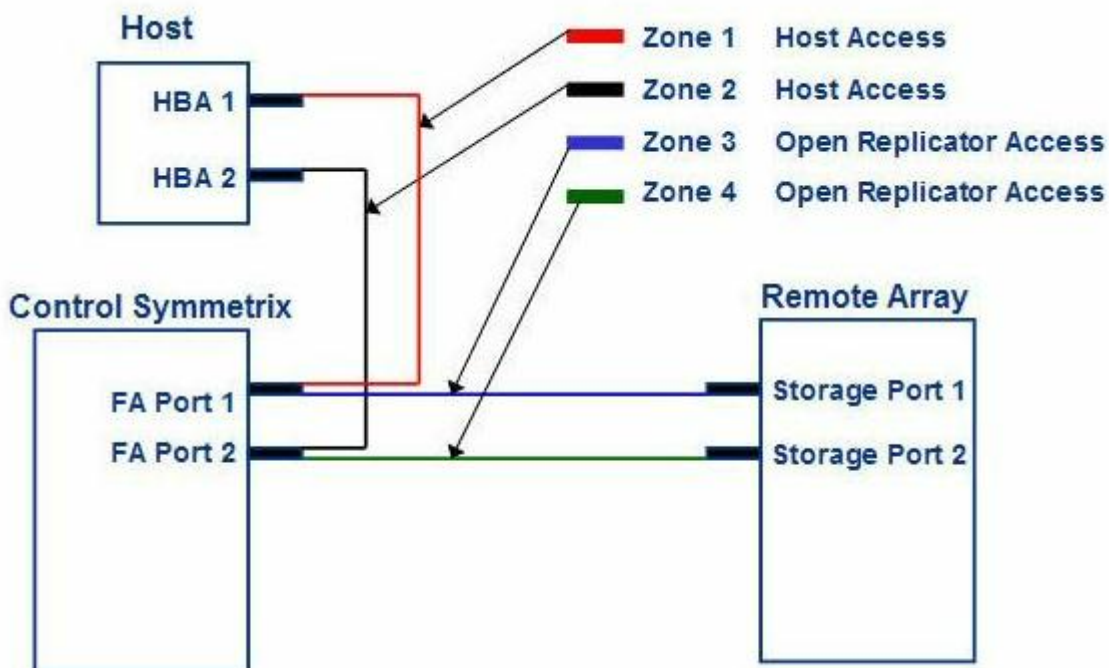 Host
HBA 1
HBA 2
Zone 1 Host Access
Zone 2 Host Access
Zone 3 Open Replicator Access
Zone 4 Open Replicator Access
Control Symmetrix
FA Port 1
FA Port 2
Remote Array
Storage Port 1
Storage Port 2